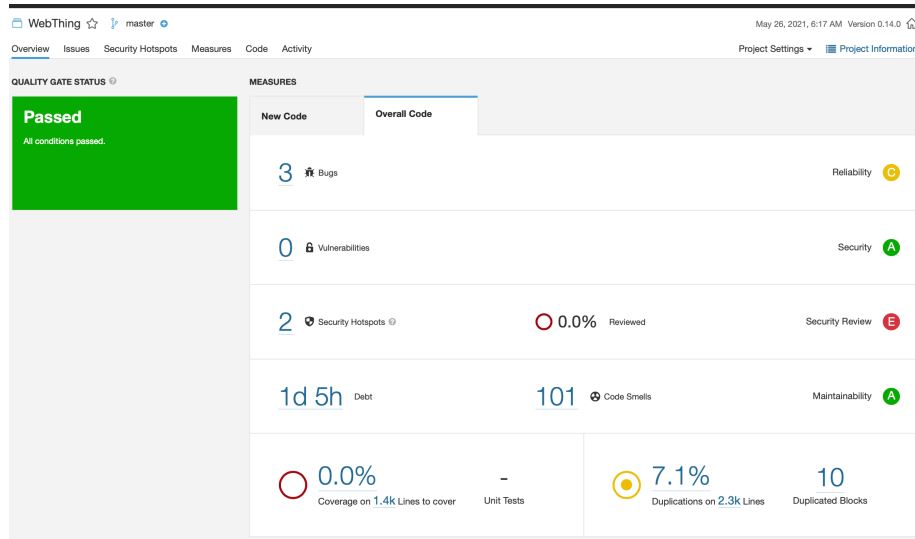 WebThing master
May 26, 2021, 6:17 AM Version 0.14.0
Overview Issues Security Hotspots Measures Code Activity
Project Settings Project Information
QUALITY GATE STATUS ?
MEASURES
Passed
All conditions passed.
New Code
Overall Code
3 Bugs
Reliability C
0 Vulnerabilities
Security A
2 Security Hotspots ?
0.0% Reviewed
Security Review E
1d 5h Debt
101 Code Smells
Maintainability A
0.0%
Coverage on 1.4k Lines to cover
-
Unit Tests
7.1%
Duplications on 2.3k Lines
10
Duplicated Blocks